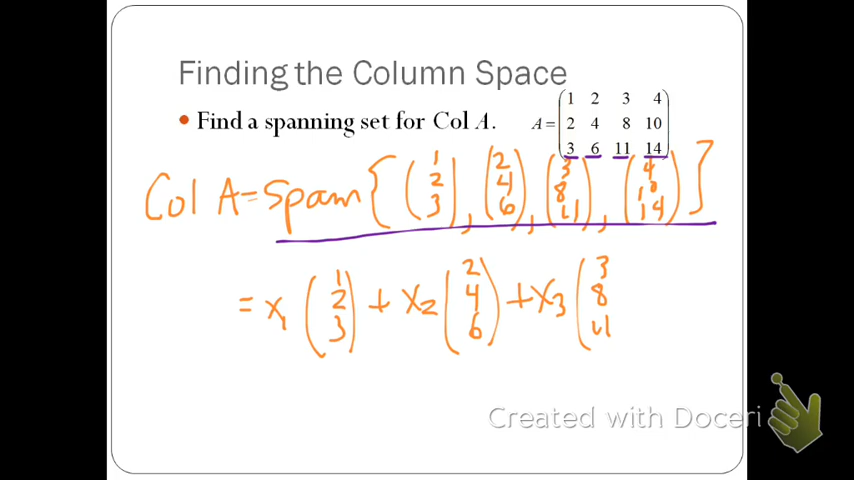 Finding the Column Space
• Find a spanning set for Col A. A = (1 2 3 4
2 4 8 10
3 6 11 14)
Col A = Span { (1 2 3), (2 4 6), (3 8 11), (4 10 14) }
= x1 (1 2 3) + x2 (2 4 6) + x3 (3 8 11
Created with Doceri